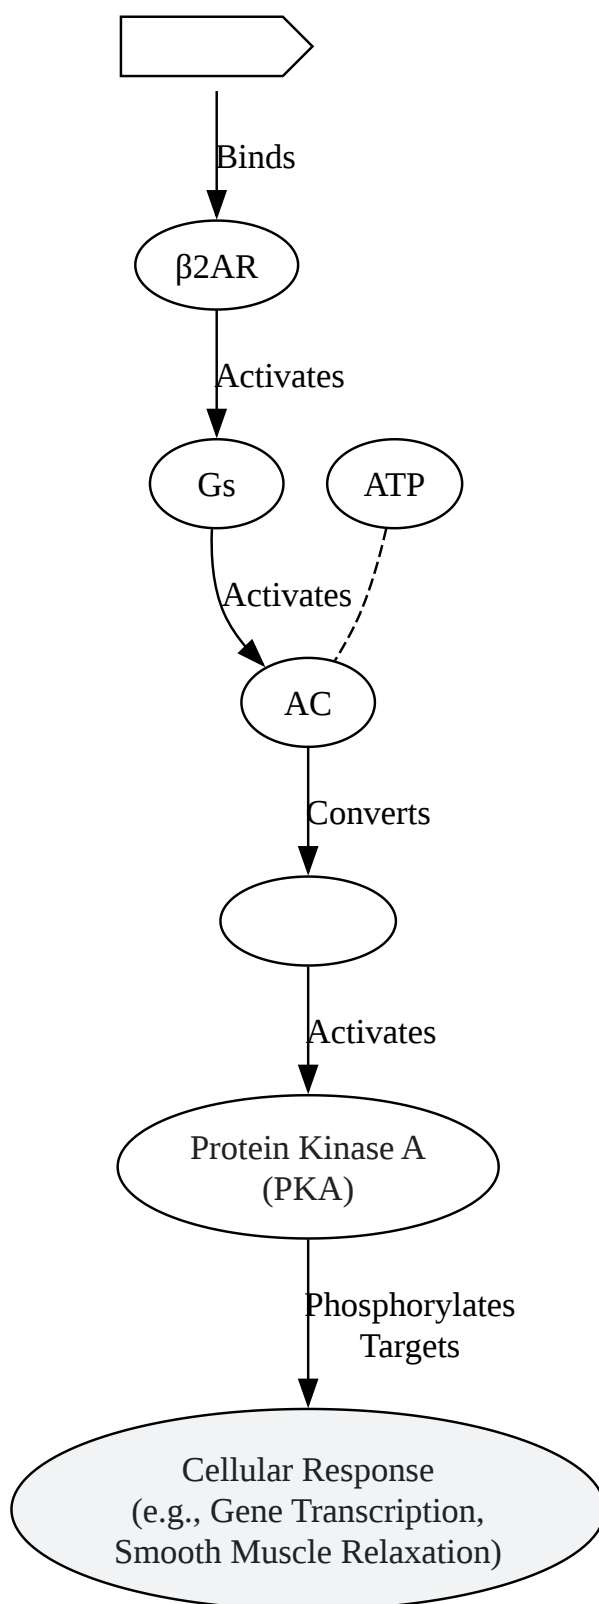 Binds
β2AR
Activates
Gs
ATP
Activates
AC
Converts
Activates
Protein Kinase A
(PKA)
Phosphorylates
Targets
Cellular Response
(e.g., Gene Transcription,
Smooth Muscle Relaxation)